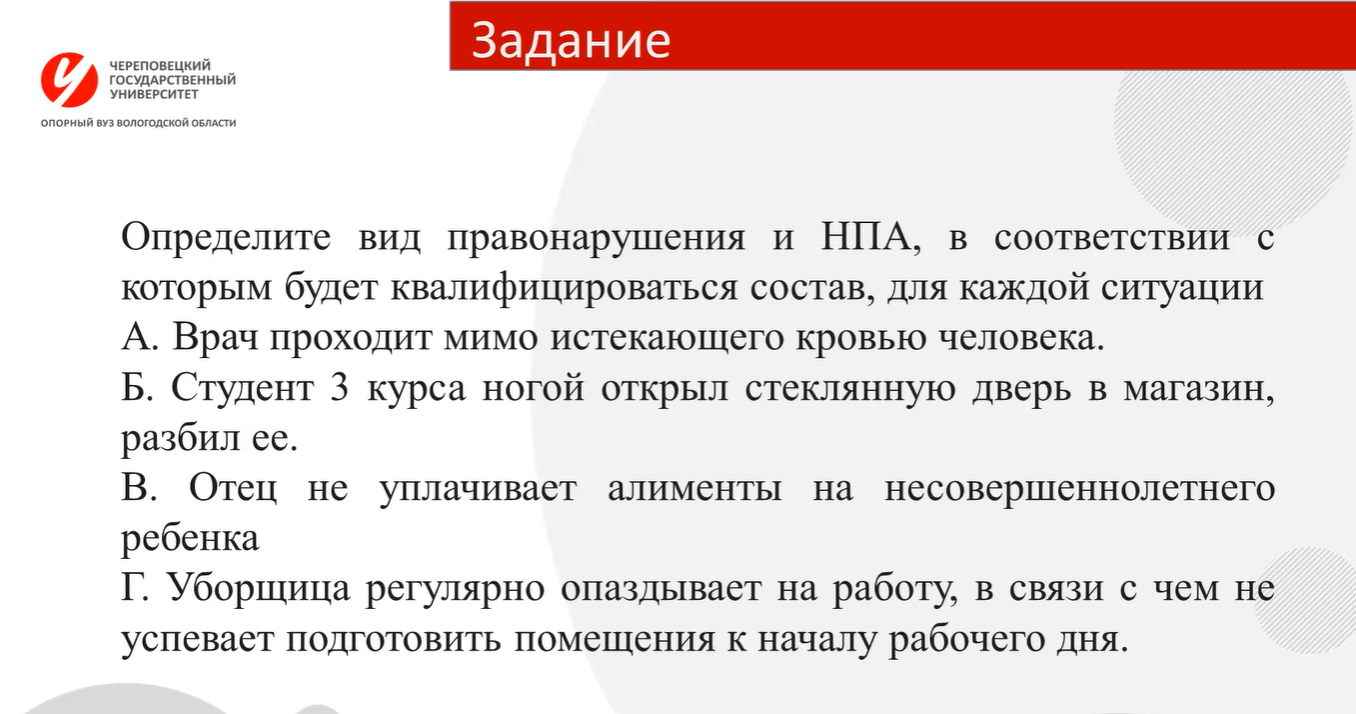 Задание
ЧЕРЕПОВЕЦКИЙ
ГОСУДАРСТВЕННЫЙ
УНИВЕРСИТЕТ
ОПОРНЫЙ ВУЗ ВОЛОГОДСКОЙ ОБЛАСТИ
Определите вид правонарушения и НПА, в соответствии с
которым будет квалифицироваться состав, для каждой ситуации
А. Врач проходит мимо истекающего кровью человека.
Б. Студент 3 курса ногой открыл стеклянную дверь в магазин,
разбил ее.
В. Отец не уплачивает алименты на несовершеннолетнего
ребенка
Г. Уборщица регулярно опаздывает на работу, в связи с чем не
успевает подготовить помещения к началу рабочего дня.